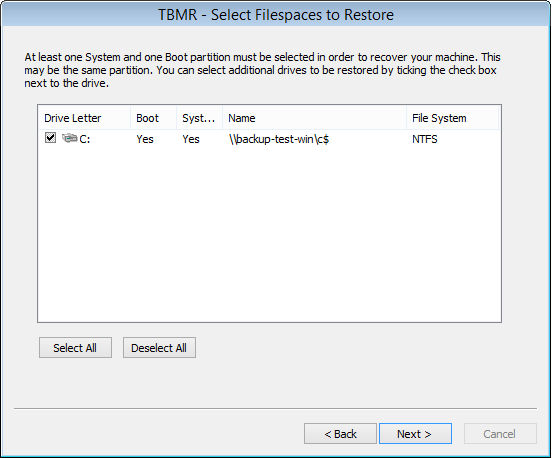 TBMR - Select Filespaces to Restore
At least one System and one Boot partition must be selected in order to recover your machine. This
may be the same partition. You can select additional drives to be restored by ticking the check box
next to the drive.
Drive Letter Boot Syst... Name File System
C: Yes Yes \\backup-test-win\c$ NTFS
Select All Deselect All
< Back Next > Cancel